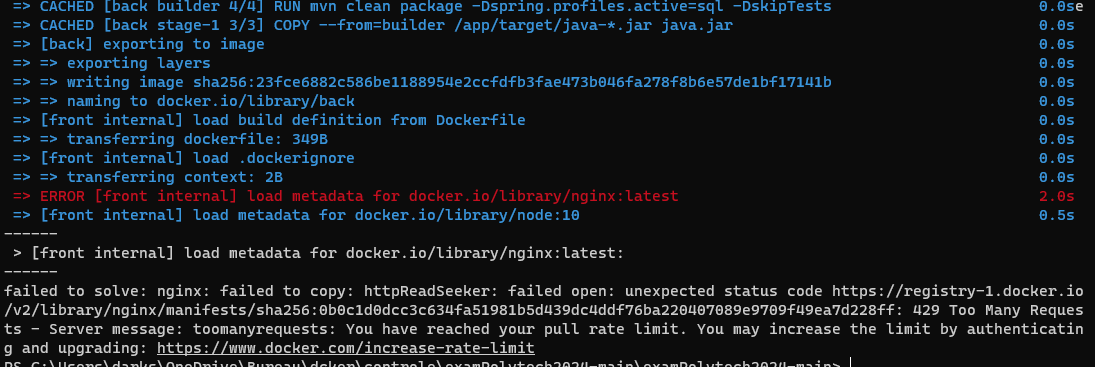 => CACHED [back builder 4/4] RUN mvn clean package -Dspring.profiles.active=sql -DskipTests 0.0se
=> CACHED [back stage-1 3/3] COPY --from=builder /app/target/java-*.jar java.jar 0.0s
=> [back] exporting to image 0.0s
=> => exporting layers 0.0s
=> => writing image sha256:23fce6882c586be1188954e2ccfdfb3fae473b046fa278f8b6e57de1bf17141b 0.0s
=> => naming to docker.io/library/back 0.0s
=> [front internal] load build definition from Dockerfile 0.0s
=> => transferring dockerfile: 349B 0.0s
=> [front internal] load .dockerignore 0.0s
=> => transferring context: 2B 0.0s
=> ERROR [front internal] load metadata for docker.io/library/nginx:latest 2.0s
=> [front internal] load metadata for docker.io/library/node:10 0.5s
------
> [front internal] load metadata for docker.io/library/nginx:latest:
------
failed to solve: nginx: failed to copy: httpReadSeeker: failed open: unexpected status code https://registry-1.docker.io
/v2/library/nginx/manifests/sha256:0b0c1d0dcc3c634fa51981b5d439dc4ddf76ba220407089e9709f49ea7d228ff: 429 Too Many Reques
ts - Server message: toomanyrequests: You have reached your pull rate limit. You may increase the limit by authenticatin
g and upgrading: https://www.docker.com/increase-rate-limit
PS C:\Users\darks\OneDrive\Bureau\dcker\controle\examPolytech2024-main\examPolytech2024-main>